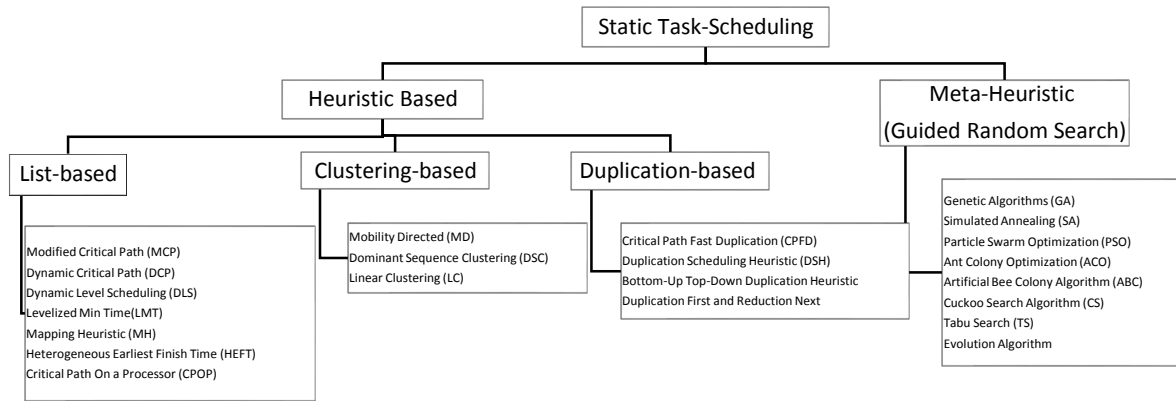 Static Task-Scheduling
Heuristic Based
Meta-Heuristic
(Guided Random Search)
List-based
Clustering-based
Duplication-based
Modified Critical Path (MCP)
Dynamic Critical Path (DCP)
Dynamic Level Scheduling (DLS)
Levelized Min Time(LMT)
Mapping Heuristic (MH)
Heterogeneous Earliest Finish Time (HEFT)
Critical Path On a Processor (CPOP)
Mobility Directed (MD)
Dominant Sequence Clustering (DSC)
Linear Clustering (LC)
Critical Path Fast Duplication (CPFD)
Duplication Scheduling Heuristic (DSH)
Bottom-Up Top-Down Duplication Heuristic
Duplication First and Reduction Next
Genetic Algorithms (GA)
Simulated Annealing (SA)
Particle Swarm Optimization (PSO)
Ant Colony Optimization (ACO)
Artificial Bee Colony Algorithm (ABC)
Cuckoo Search Algorithm (CS)
Tabu Search (TS)
Evolution Algorithm